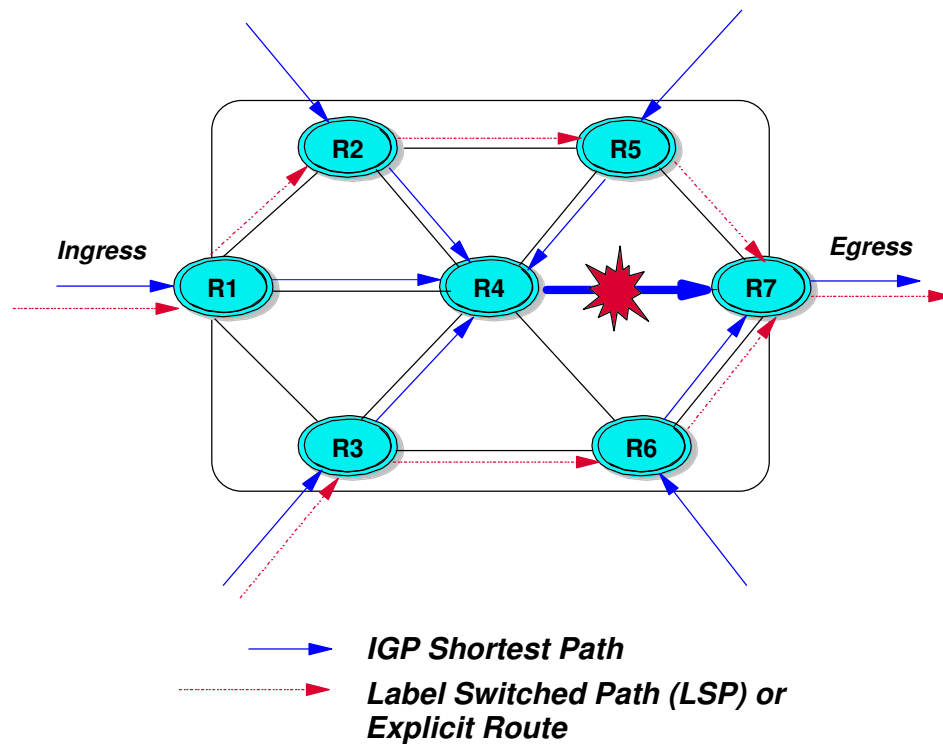 R2
R5
Ingress
Egress
R1
R4
R7
R3
R6
IGP Shortest Path
Label Switched Path (LSP) or
Explicit Route